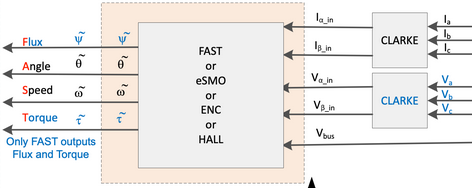 Flux ψ̃ ψ̃
Angle θ̃ θ̃
Speed ω̃ ω̃
Torque τ̃ τ̃
Only FAST outputs
Flux and Torque
FAST
or
eSMO
or
ENC
or
HALL
Iα_in
Iβ_in
Vα_in
Vβ_in
Vbus
CLARKE
CLARKE
Ia
Ib
Ic
Va
Vb
Vc